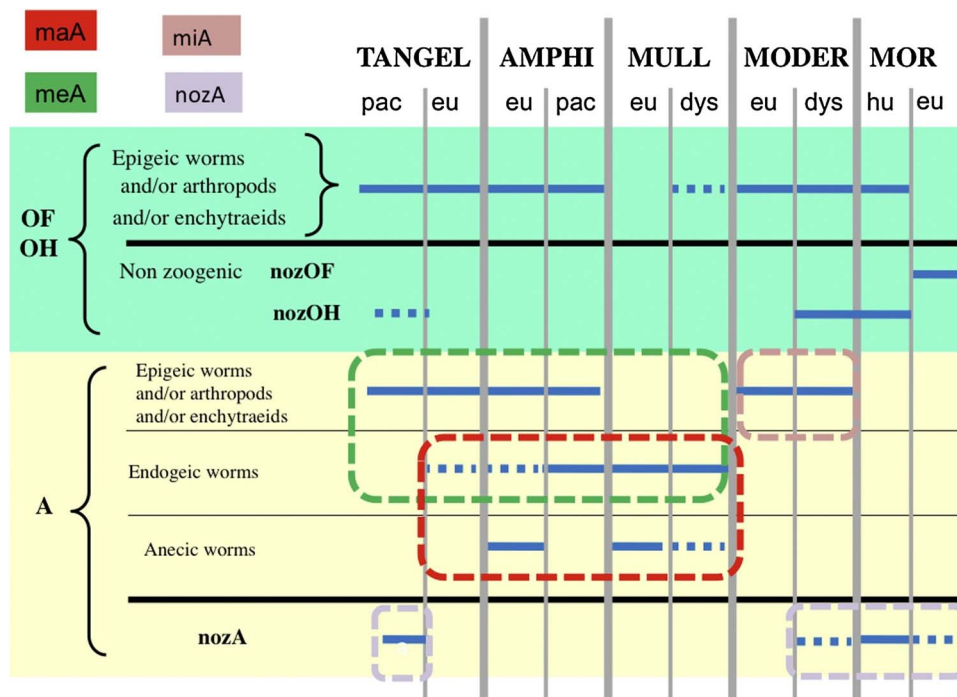 maA
miA
meA
nozA
TANGEL AMPHI MULL MODER MOR
pac eu eu pac eu dys eu dys hu eu
Epigeic worms
and/or arthropods
and/or enchytraeids
OF
OH
Non zoogenic nozOF
nozOH
Epigeic worms
and/or arthropods
and/or enchytraeids
Endogeic worms
A
Anecic worms
nozA